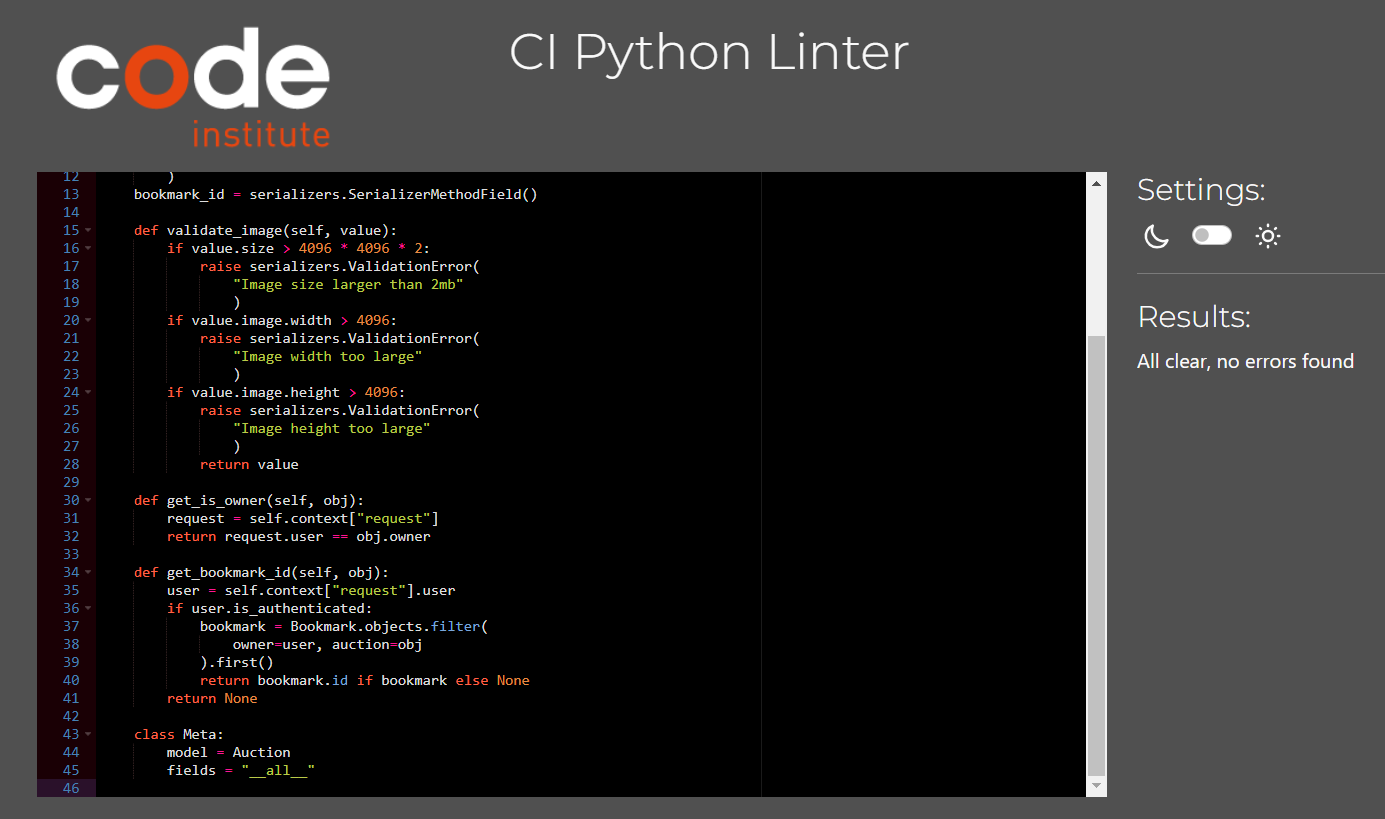 code
institute
CI Python Linter
12 )
13 bookmark_id = serializers.SerializerMethodField()
14
15 def validate_image(self, value):
16 if value.size > 4096 * 4096 * 2:
17 raise serializers.ValidationError(
18 "Image size larger than 2mb"
19 )
20 if value.image.width > 4096:
21 raise serializers.ValidationError(
22 "Image width too large"
23 )
24 if value.image.height > 4096:
25 raise serializers.ValidationError(
26 "Image height too large"
27 )
28 return value
29
30 def get_is_owner(self, obj):
31 request = self.context["request"]
32 return request.user == obj.owner
33
34 def get_bookmark_id(self, obj):
35 user = self.context["request"].user
36 if user.is_authenticated:
37 bookmark = Bookmark.objects.filter(
38 owner=user, auction=obj
39 ).first()
40 return bookmark.id if bookmark else None
41 return None
42
43 class Meta:
44 model = Auction
45 fields = "__all__"
46
Settings:
Results:
All clear, no errors found